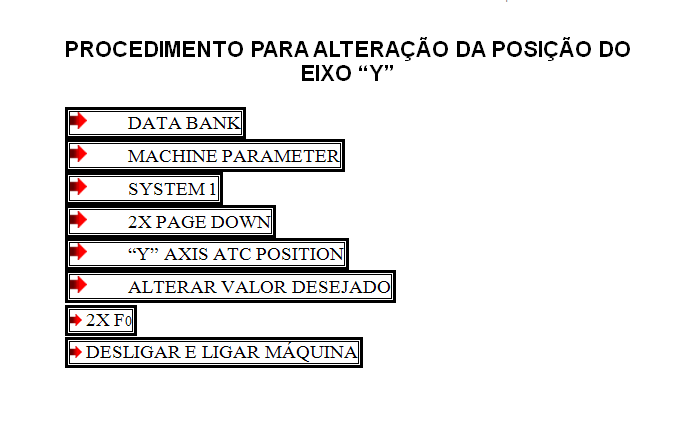 PROCEDIMENTO PARA ALTERAÇÃO DA POSIÇÃO DO
EIXO “Y”
DATA BANK
MACHINE PARAMETER
SYSTEM 1
2X PAGE DOWN
“Y” AXIS ATC POSITION
ALTERAR VALOR DESEJADO
2X F0
DESLIGAR E LIGAR MÁQUINA